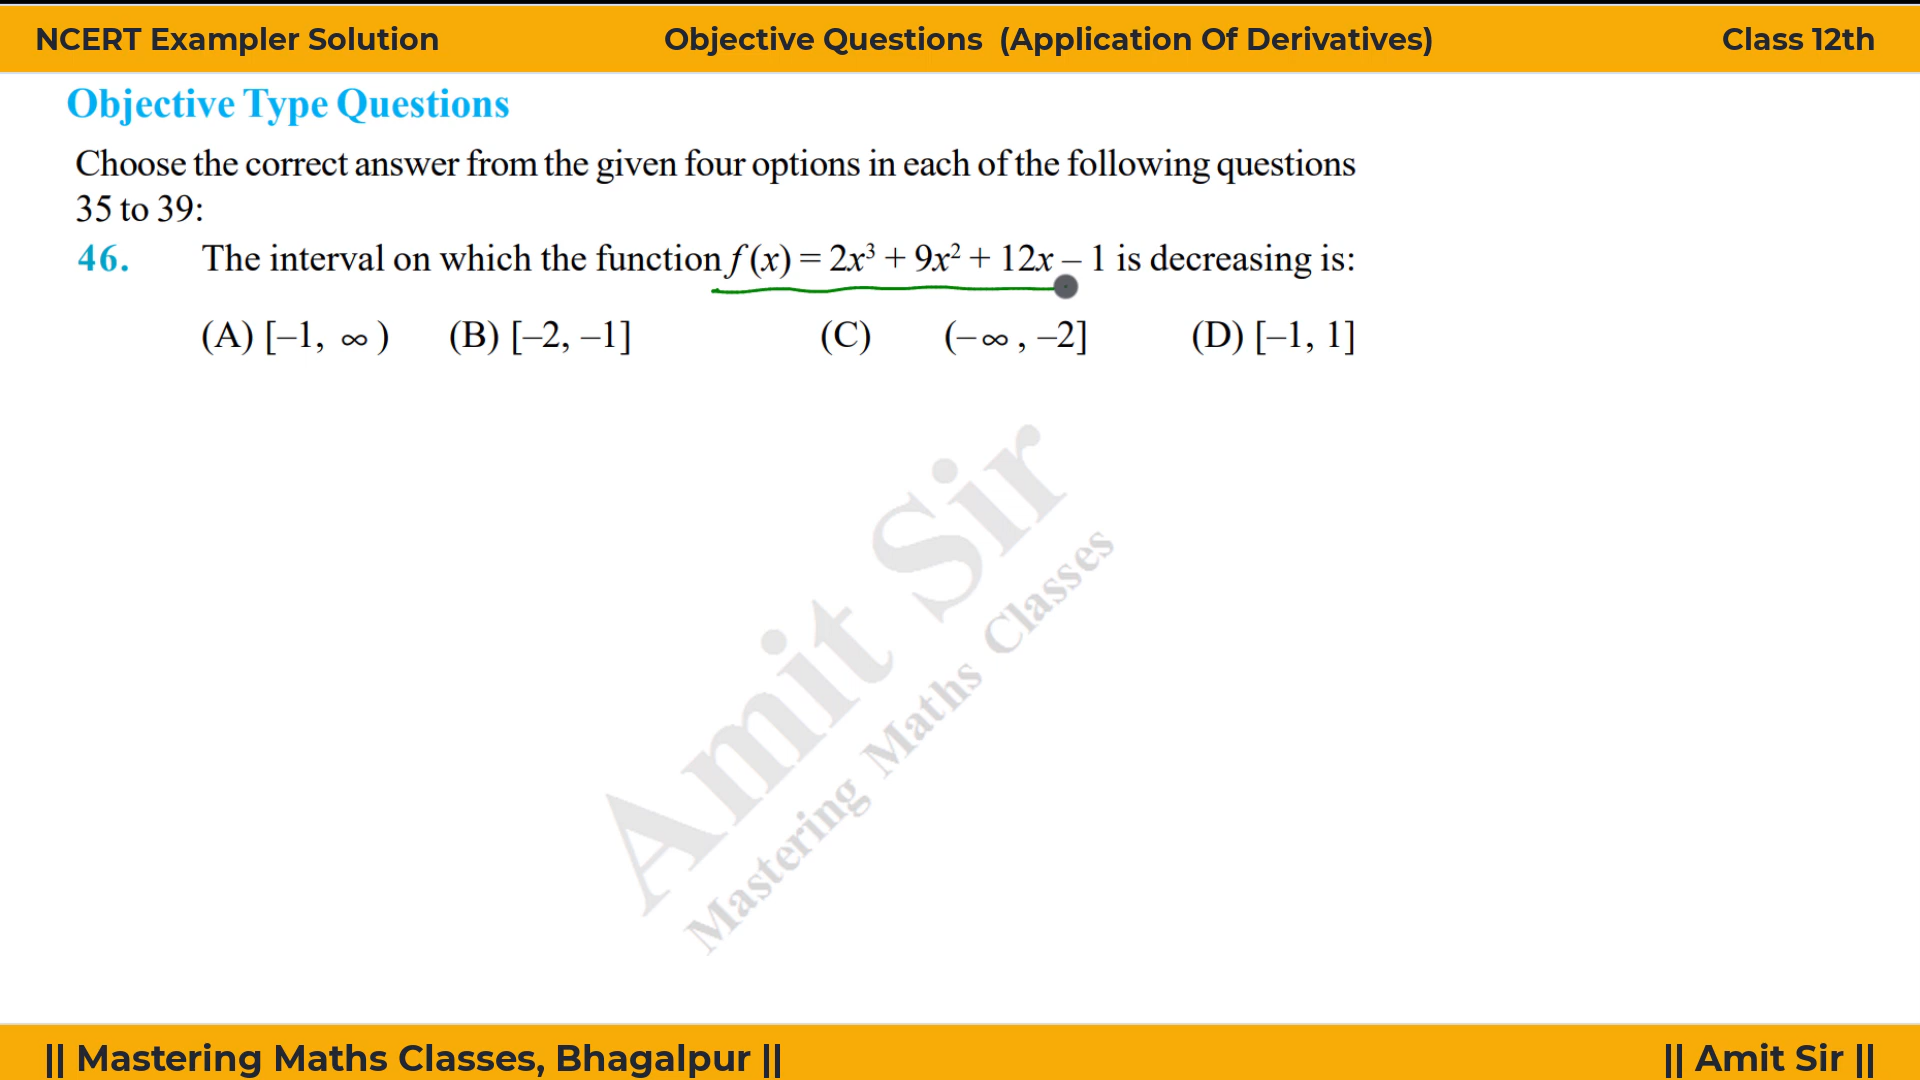 NCERT Exampler Solution Objective Questions (Application Of Derivatives) Class 12th
Objective Type Questions
Choose the correct answer from the given four options in each of the following questions
35 to 39:
46. The interval on which the function f (x) = 2x³ + 9x² + 12x – 1 is decreasing is:
(A) [–1, ∞ ) (B) [–2, –1] (C) (– ∞ , –2] (D) [–1, 1]
Amit Sir
Mastering Maths Classes
|| Mastering Maths Classes, Bhagalpur || || Amit Sir ||